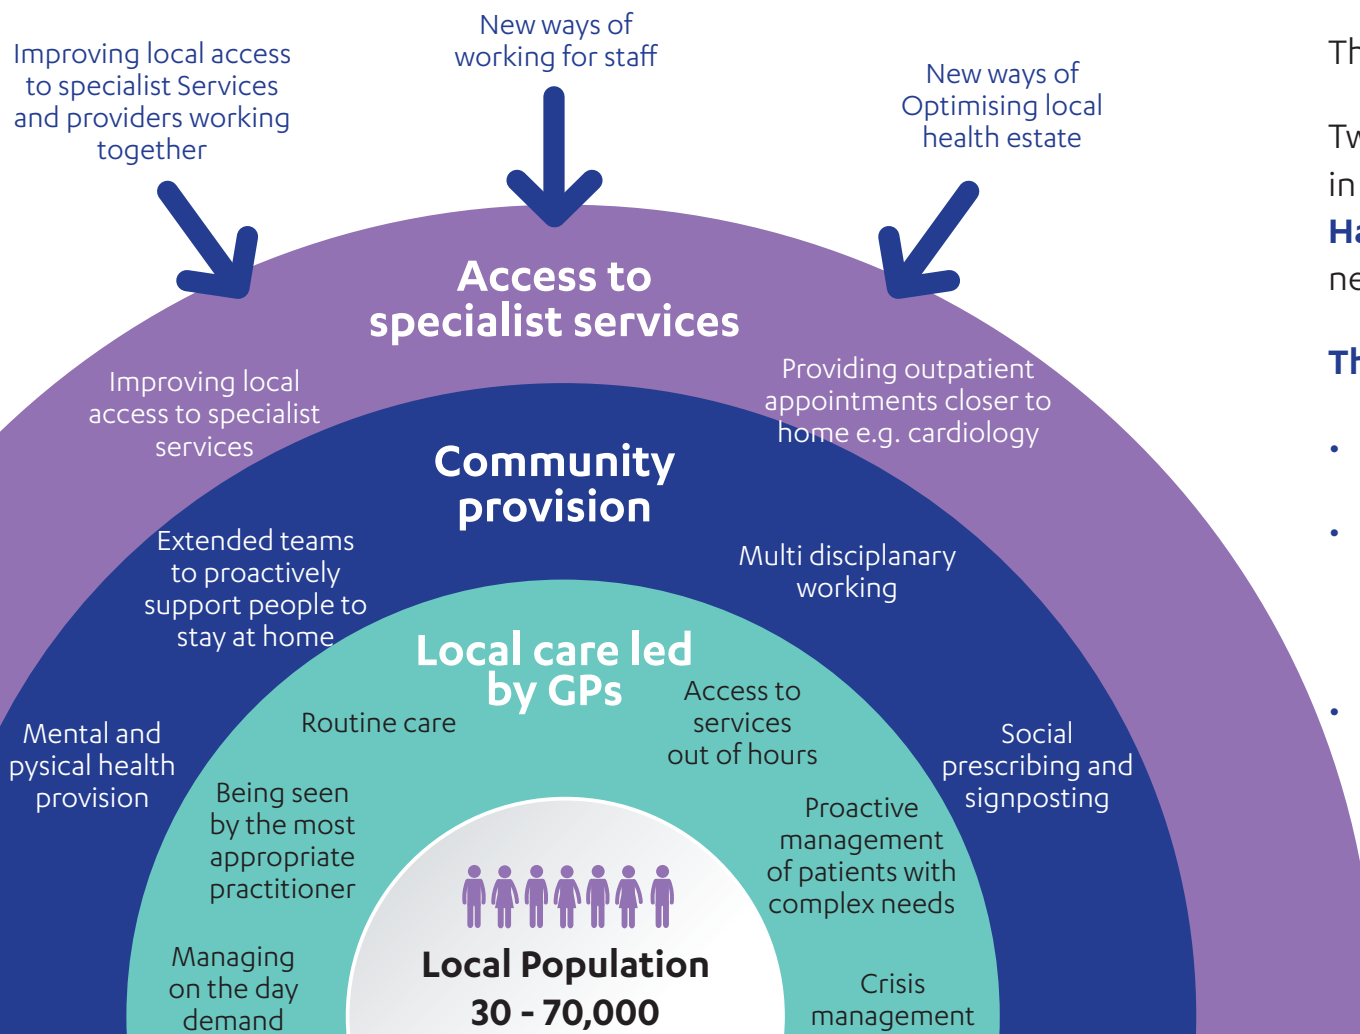 Improving local access
to specialist Services
and providers working
together
New ways of
working for staff
New ways of
Optimising local
health estate
Access to
specialist services
Improving local
access to specialist
services
Providing outpatient
appointments closer to
home e.g. cardiology
Community
provision
Extended teams
to proactively
support people to
stay at home
Multi disciplanary
working
Mental and
pysical health
provision
Social
prescribing and
signposting
Local care led
by GPs
Routine care
Access to
services
out of hours
Being seen
by the most
appropriate
practitioner
Proactive
management
of patients with
complex needs
Managing
on the day
demand
Crisis
management
Local Population
30 - 70,000
in